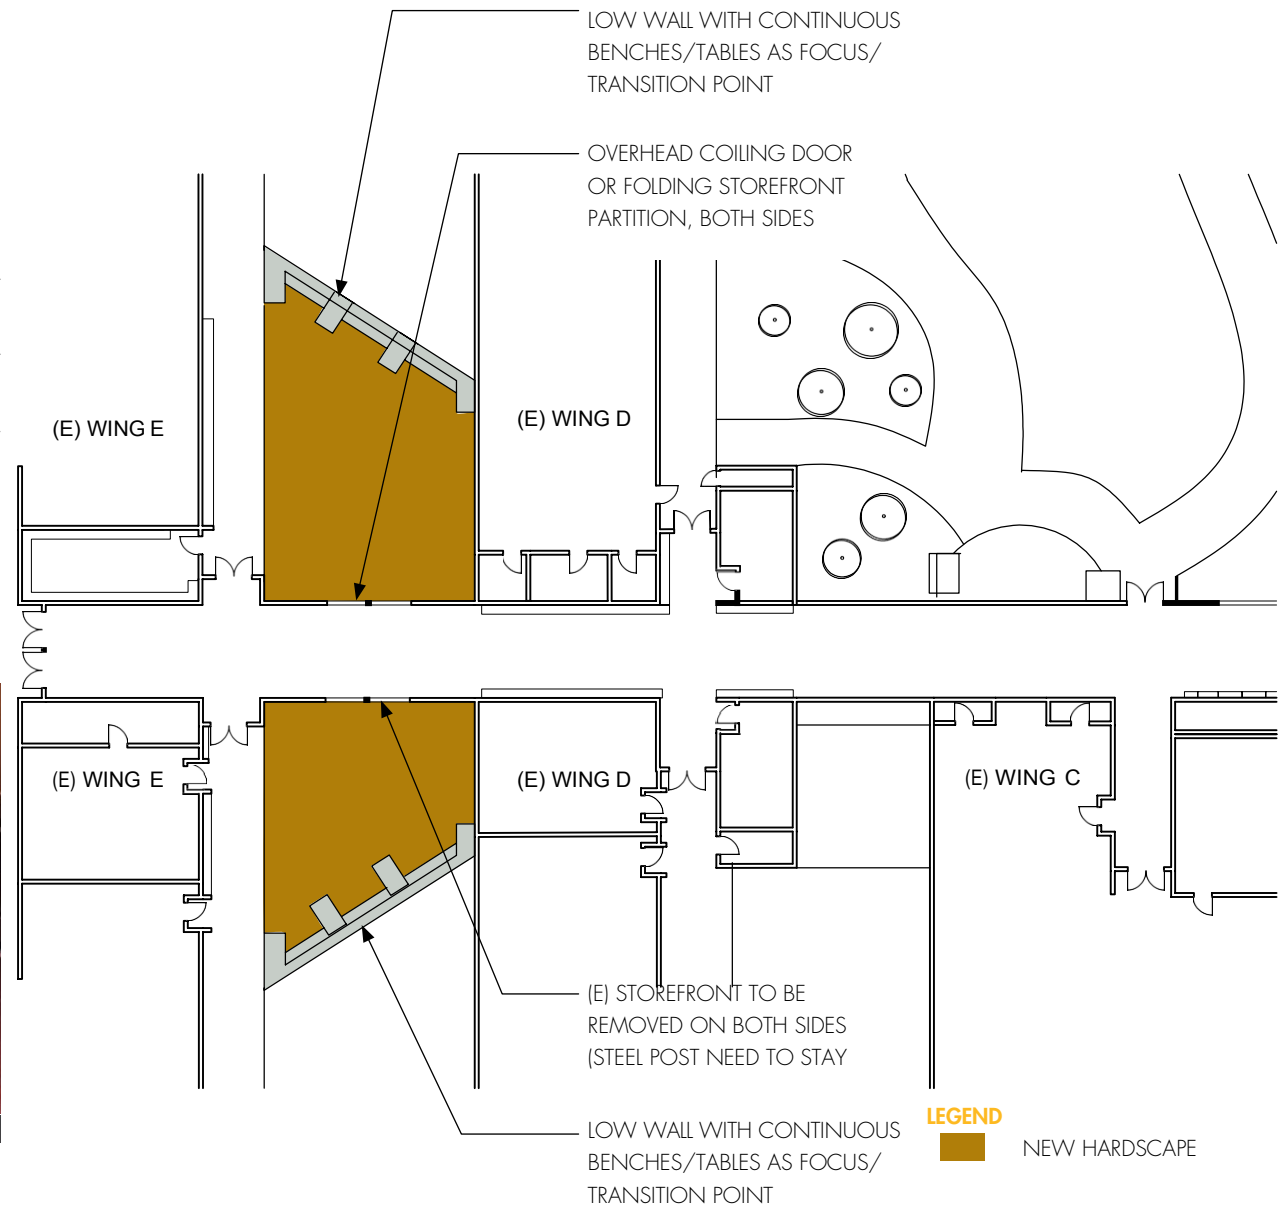 LOW WALL WITH CONTINUOUS
BENCHES/TABLES AS FOCUS/
TRANSITION POINT
OVERHEAD COILING DOOR
OR FOLDING STOREFRONT
PARTITION, BOTH SIDES
(E) WING E
(E) WING D
(E) WING E
(E) WING D
(E) WING C
(E) STOREFRONT TO BE
REMOVED ON BOTH SIDES
(STEEL POST NEED TO STAY
LOW WALL WITH CONTINUOUS
BENCHES/TABLES AS FOCUS/
TRANSITION POINT
LEGEND
NEW HARDSCAPE